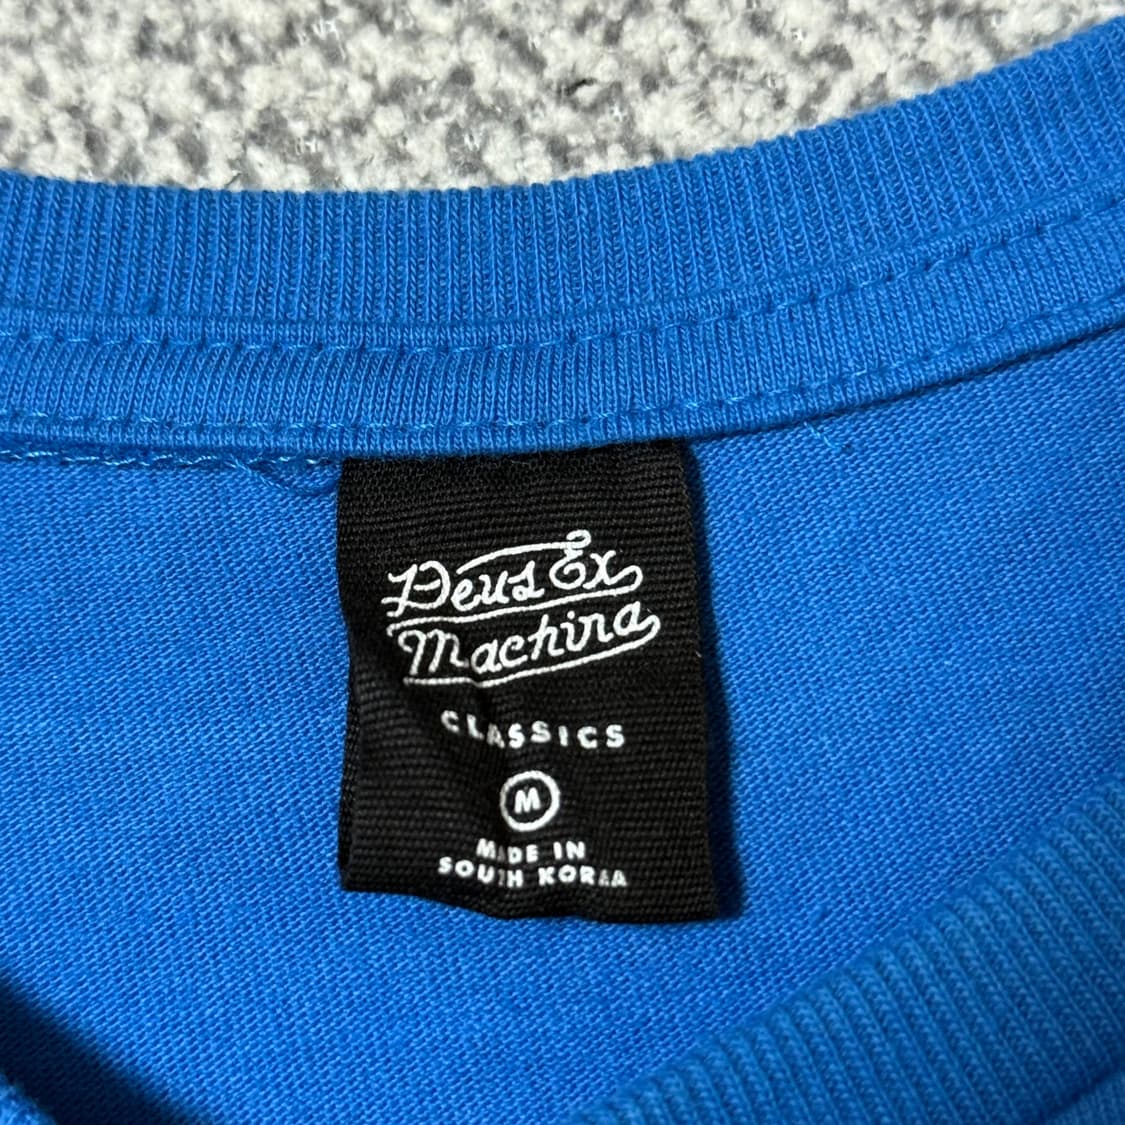 Deus Ex
Machina
CLASSICS
M
MADE IN
SOUTH KOREA